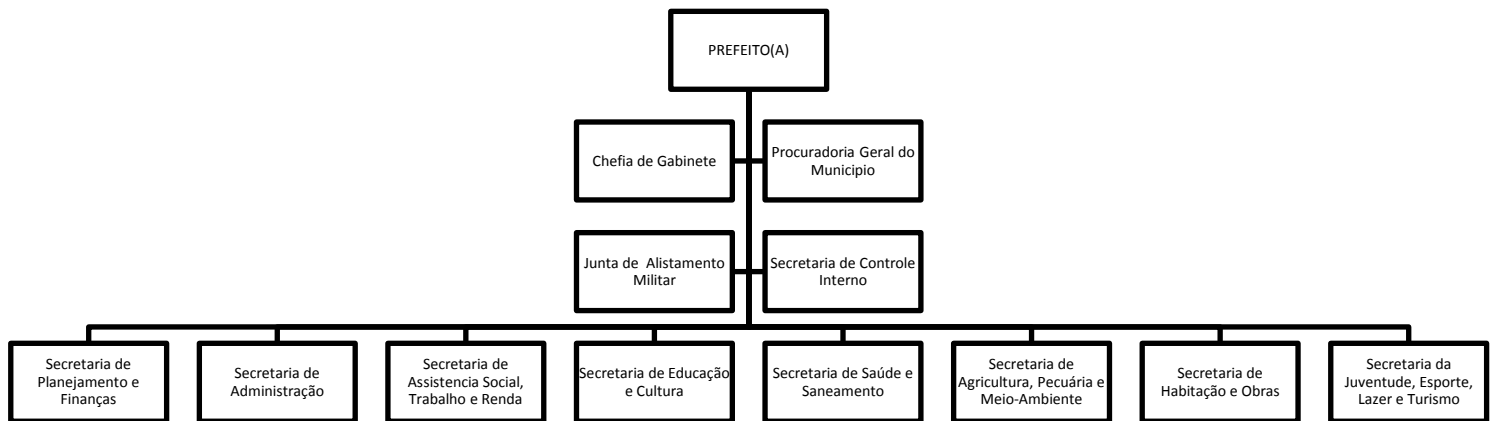 PREFEITO(A)
Chefia de Gabinete
Procuradoria Geral do
Municipio
Junta de Alistamento
Militar
Secretaria de Controle
Interno
Secretaria de
Planejamento e
Finanças
Secretaria de
Administração
Secretaria de
Assistencia Social,
Trabalho e Renda
Secretaria de Educação
e Cultura
Secretaria de Saúde e
Saneamento
Secretaria de
Agricultura, Pecuária e
Meio-Ambiente
Secretaria de
Habitação e Obras
Secretaria da
Juventude, Esporte,
Lazer e Turismo